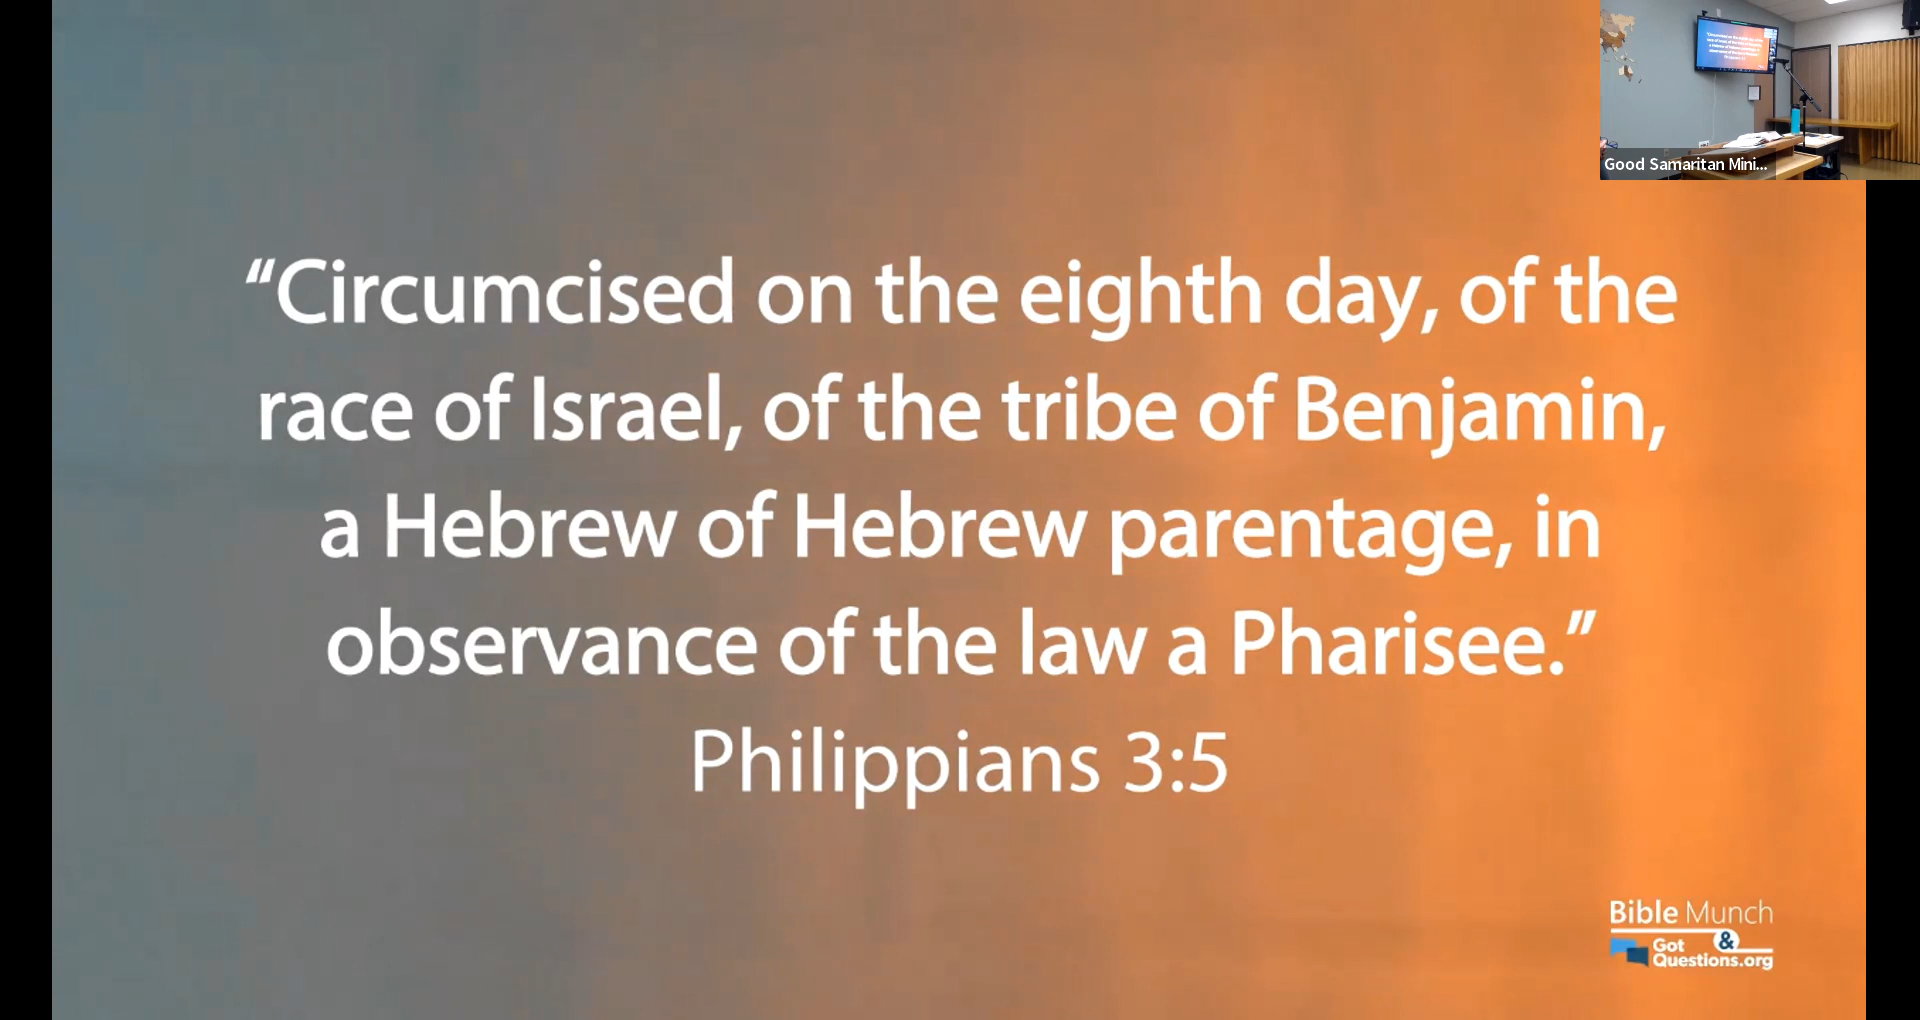 Good Samaritan Mini...
“Circumcised on the eighth day, of the
race of Israel, of the tribe of Benjamin,
a Hebrew of Hebrew parentage, in
observance of the law a Pharisee.”
Philippians 3:5
Bible Munch
&
Got
Questions.org